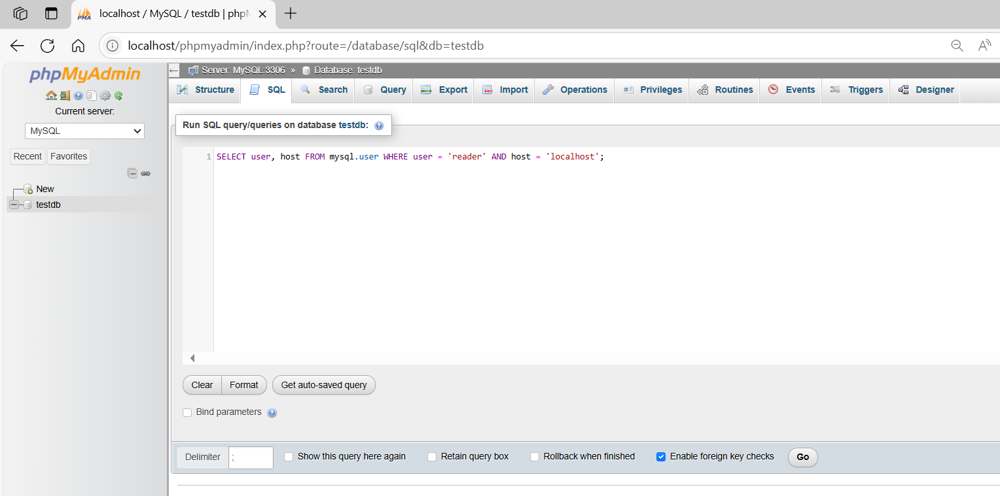 localhost / MySQL / testdb | phpM
localhost/phpmyadmin/index.php?route=/database/sql&db=testdb
phpMyAdmin
Current server:
MySQL
Recent Favorites
New
testdb
Server: MySQL:3306 » Database: testdb
Structure SQL Search Query Export Import Operations Privileges Routines Events Triggers Designer
Run SQL query/queries on database testdb:
1 SELECT user, host FROM mysql.user WHERE user = 'reader' AND host = 'localhost';
Clear Format Get auto-saved query
Bind parameters
Delimiter ; Show this query here again Retain query box Rollback when finished Enable foreign key checks Go